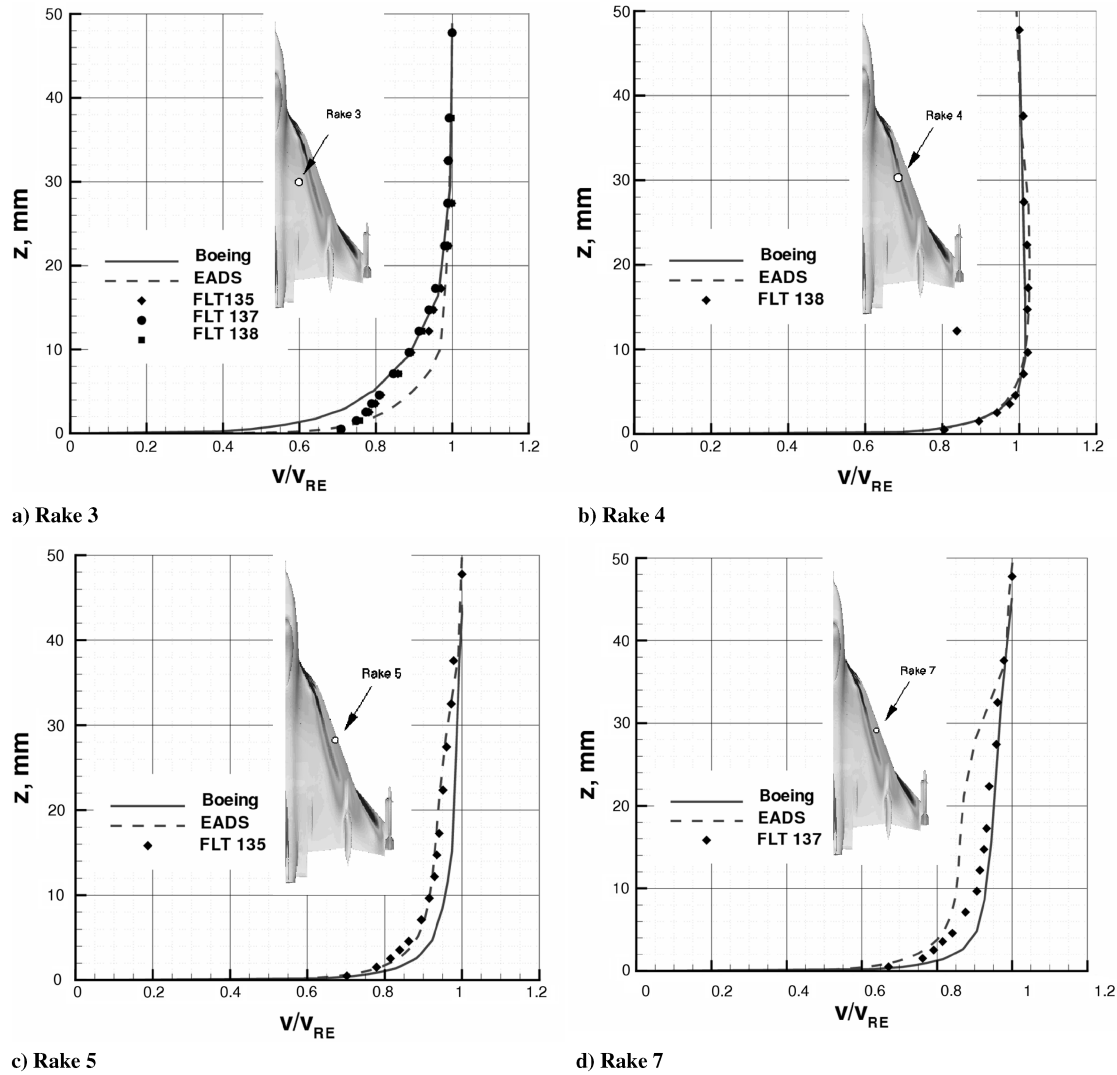 50
40
30
20
10
0
z, mm
Rake 3
Boeing
EADS
FLT135
FLT 137
FLT 138
0 0.2 0.4 0.6 0.8 1 1.2
v/vRE
a) Rake 3
50
40
30
20
10
0
z, mm
Rake 4
Boeing
EADS
FLT 138
0 0.2 0.4 0.6 0.8 1 1.2
v/vRE
b) Rake 4
50
40
30
20
10
0
z, mm
Rake 5
Boeing
EADS
FLT 135
0 0.2 0.4 0.6 0.8 1 1.2
v/vRE
c) Rake 5
50
40
30
20
10
0
z, mm
Rake 7
Boeing
EADS
FLT 137
0 0.2 0.4 0.6 0.8 1 1.2
v/vRE
d) Rake 7